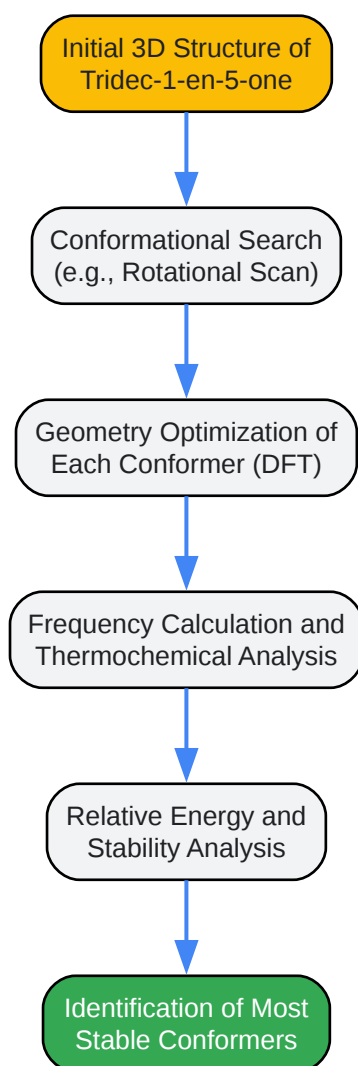 Initial 3D Structure of
Tridec-1-en-5-one
Conformational Search
(e.g., Rotational Scan)
Geometry Optimization of
Each Conformer (DFT)
Frequency Calculation and
Thermochemical Analysis
Relative Energy and
Stability Analysis
Identification of Most
Stable Conformers